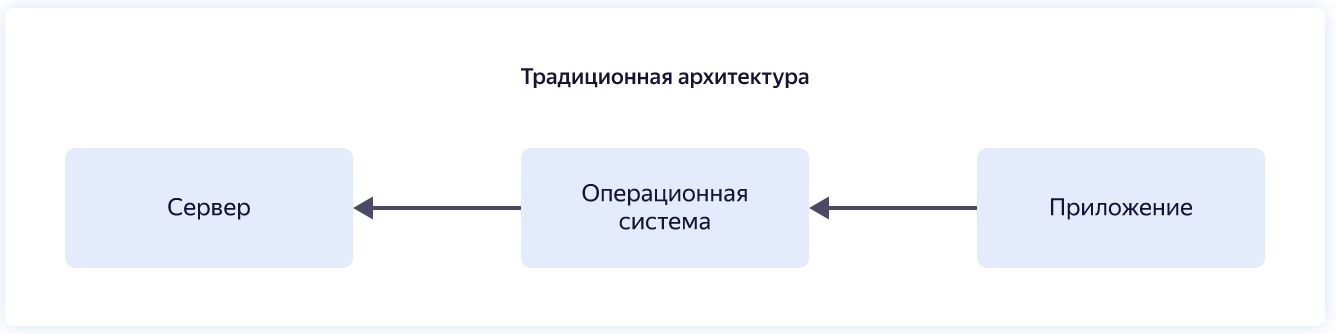 Традиционная архитектура
Сервер
Операционная
система
Приложение